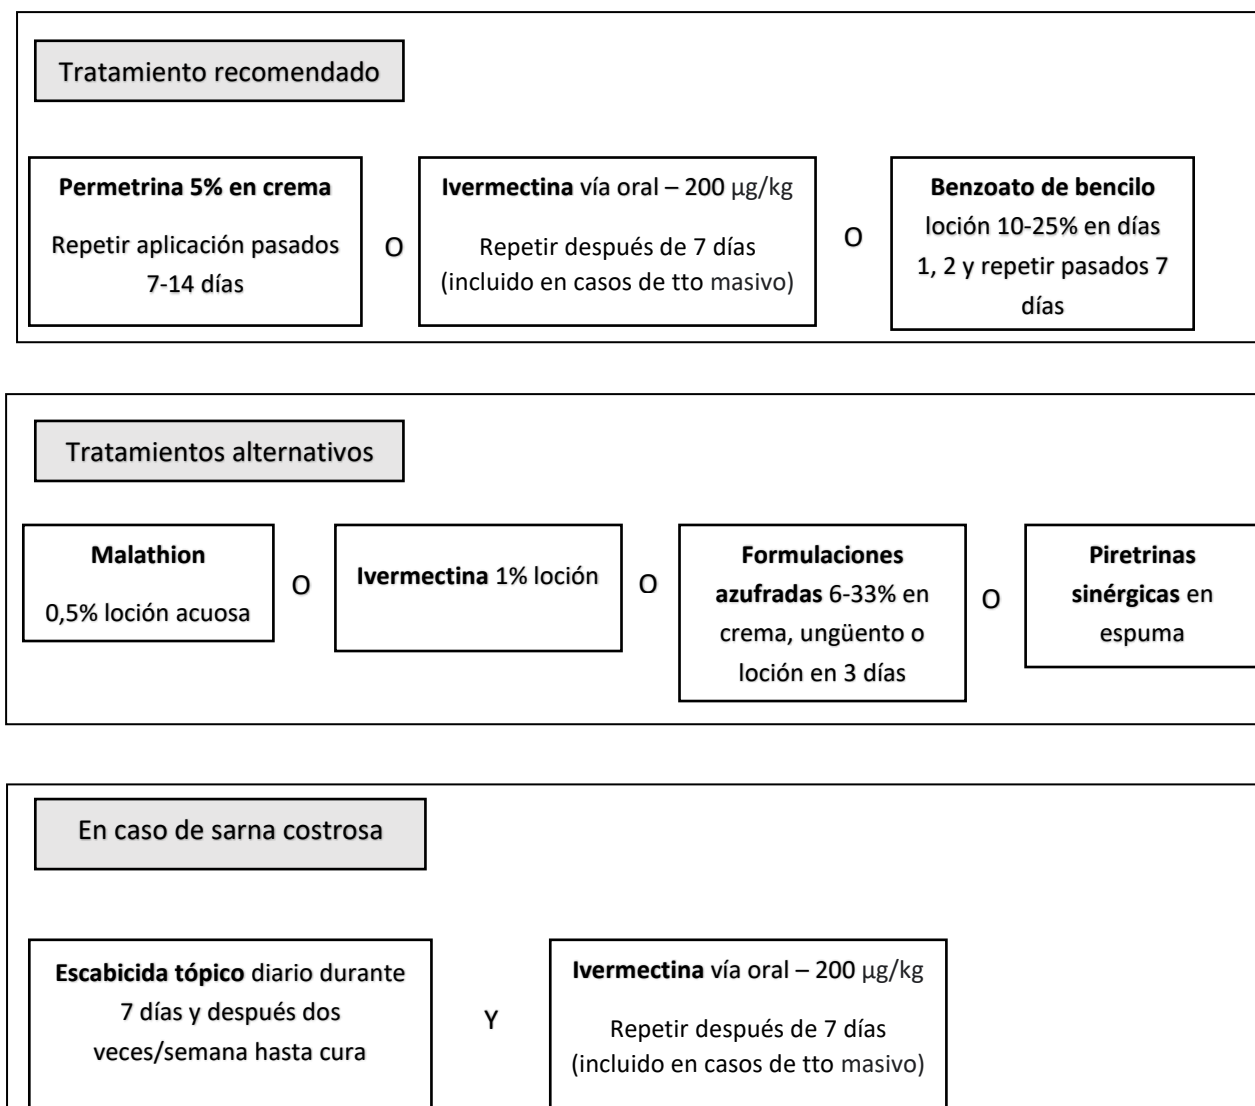 Tratamiento recomendado
Permetrina 5% en crema
Repetir aplicación pasados
7-14 días
O
Ivermectina vía oral – 200 µg/kg
Repetir después de 7 días
(incluido en casos de tto masivo)
O
Benzoato de bencilo
loción 10-25% en días
1, 2 y repetir pasados 7
días
Tratamientos alternativos
Malathion
0,5% loción acuosa
O
Ivermectina 1% loción
O
Formulaciones
azufradas 6-33% en
crema, ungüento o
loción en 3 días
O
Piretrinas
sinérgicas en
espuma
En caso de sarna costrosa
Escabicida tópico diario durante
7 días y después dos
veces/semana hasta cura
Y
Ivermectina vía oral – 200 µg/kg
Repetir después de 7 días
(incluido en casos de tto masivo)